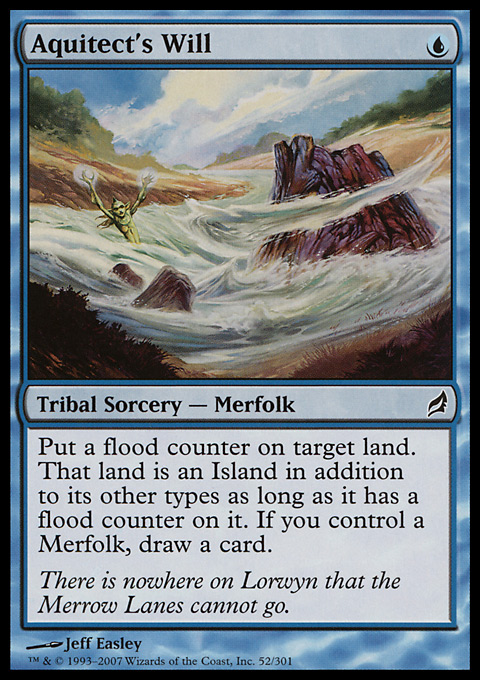 Aquitect's Will
Tribal Sorcery — Merfolk
Put a flood counter on target land.
That land is an Island in addition
to its other types as long as it has a
flood counter on it. If you control a
Merfolk, draw a card.
There is nowhere on Lorwyn that the
Merrow Lanes cannot go.
Jeff Easley
™ & © 1993–2007 Wizards of the Coast, Inc. 52/301